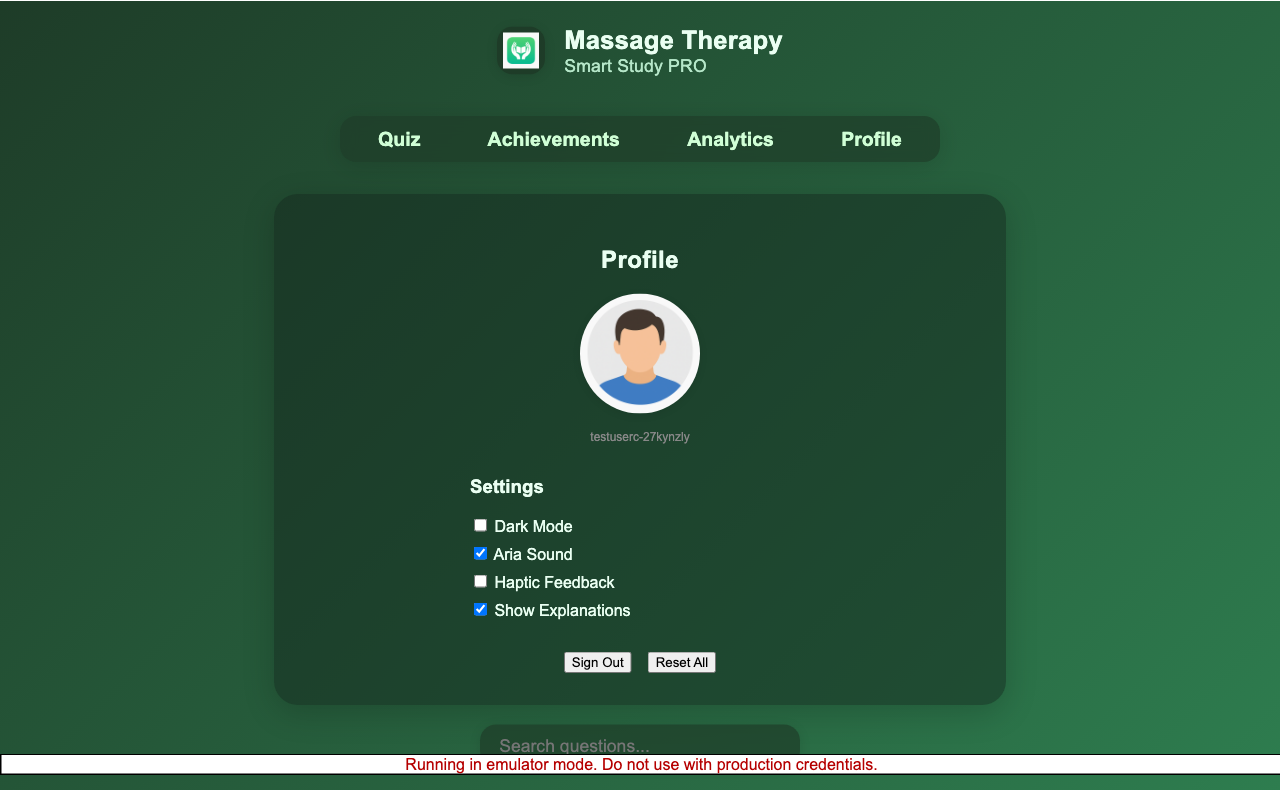 Massage Therapy
Smart Study PRO
Quiz Achievements Analytics Profile
Profile
testuserc-27kynzly
Settings
Dark Mode
Aria Sound
Haptic Feedback
Show Explanations
Sign Out Reset All
Search questions...
Running in emulator mode. Do not use with production credentials.